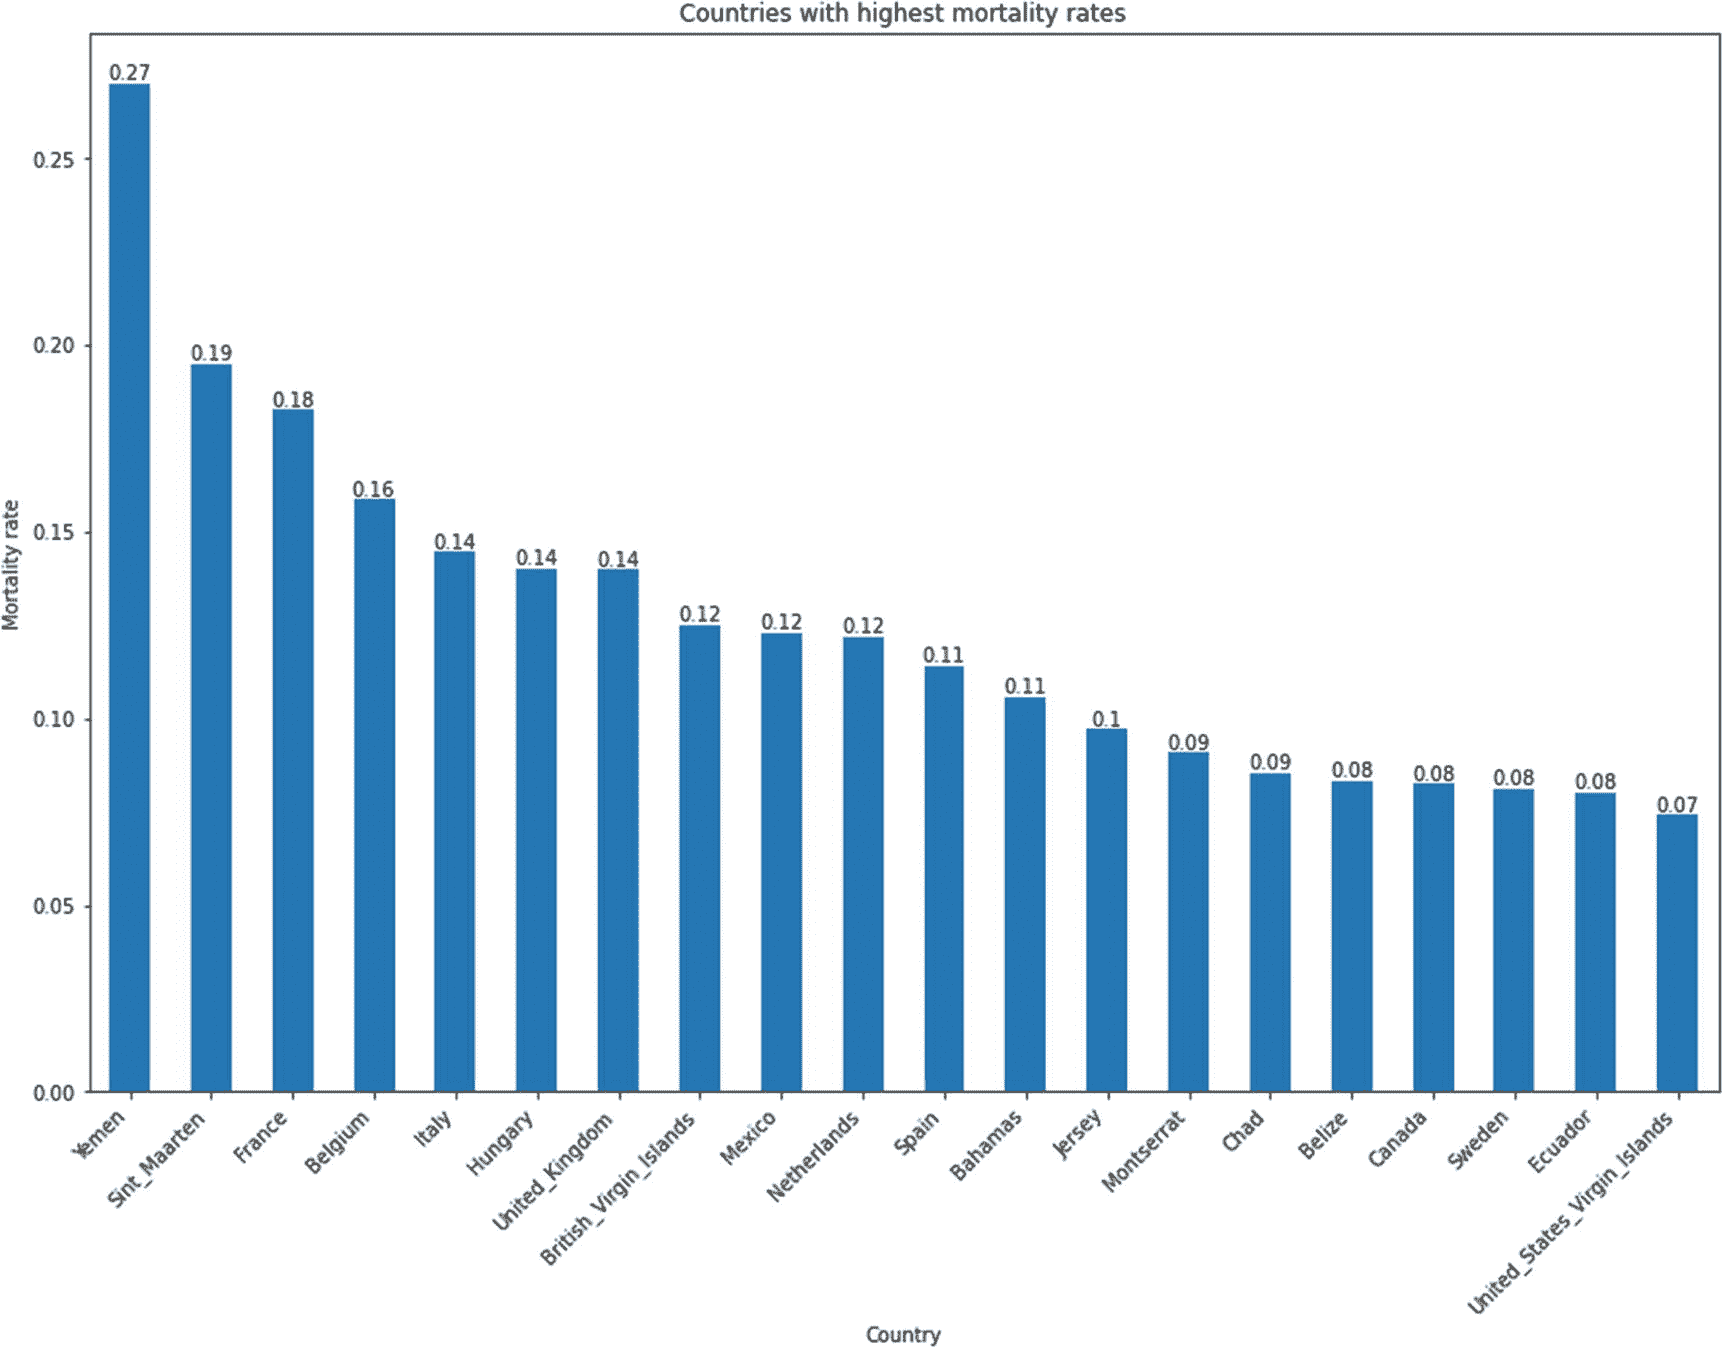 Countries with highest mortality rates
Mortality rate
0.25
0.20
0.15
0.10
0.05
0.00
0.27
0.19
0.18
0.16
0.14
0.14
0.14
0.12
0.12
0.12
0.11
0.11
0.1
0.09
0.09
0.08
0.08
0.08
0.08
0.07
Yemen
Sint_Maarten
France
Belgium
Italy
Hungary
United_Kingdom
British_Virgin_Islands
Mexico
Netherlands
Spain
Bahamas
Jersey
Montserrat
Chad
Belize
Canada
Sweden
Ecuador
United_States_Virgin_Islands
Country